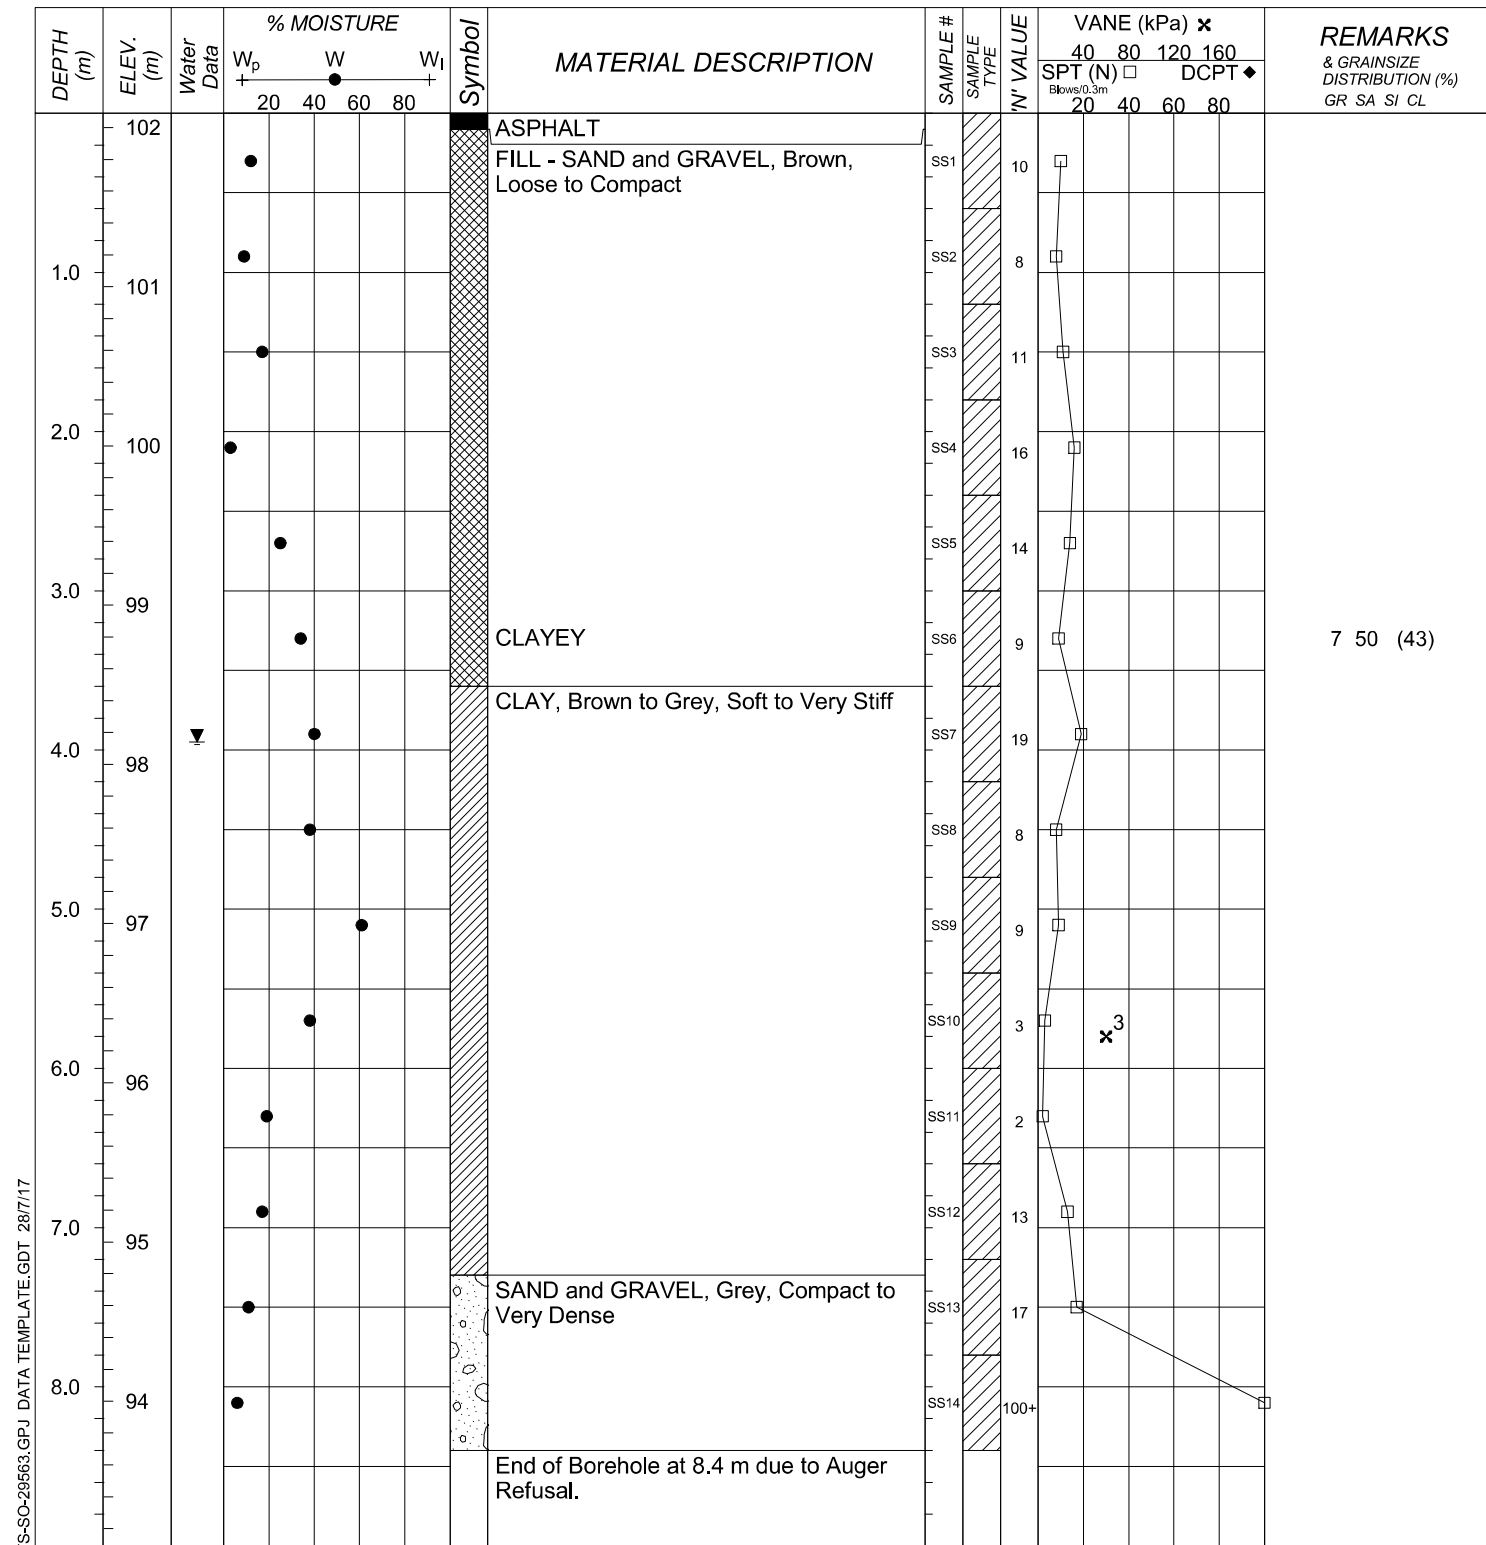 DEPTH (m)
ELEV. (m)
Water Data
% MOISTURE
Wp W Wl
20 40 60 80
Symbol
MATERIAL DESCRIPTION
SAMPLE #
SAMPLE TYPE
'N' VALUE
VANE (kPa)
40 80 120 160
SPT (N) DCPT
Blows/0.3m
20 40 60 80
REMARKS
& GRAINSIZE
DISTRIBUTION (%)
GR SA SI CL
102
ASPHALT
FILL - SAND and GRAVEL, Brown,
Loose to Compact
SS1 10
SS2 8
1.0
101
SS3 11
2.0
100
SS4 16
SS5 14
3.0
99
CLAYEY
SS6 9
7 50 (43)
CLAY, Brown to Grey, Soft to Very Stiff
SS7 19
4.0
98
SS8 8
5.0
97
SS9 9
SS10 3
3
6.0
96
SS11 2
SS12 13
7.0
95
SAND and GRAVEL, Grey, Compact to
Very Dense
SS13 17
8.0
94
SS14 100+
End of Borehole at 8.4 m due to Auger
Refusal.
S-SO-29563.GPJ DATA TEMPLATE.GDT 28/7/17